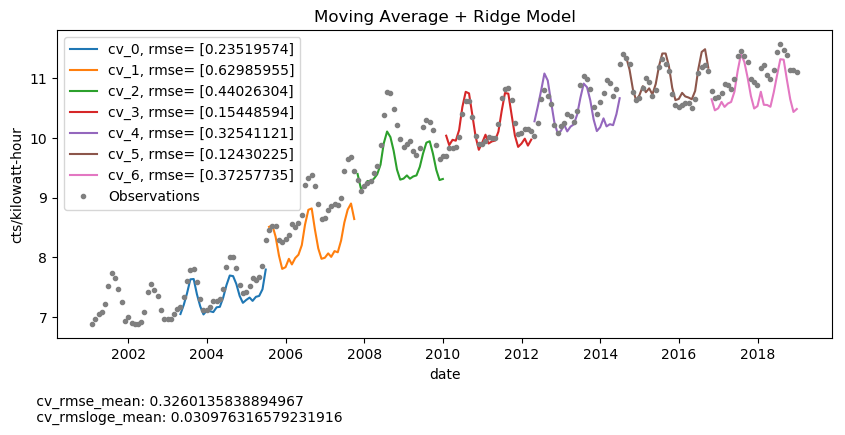 Moving Average + Ridge Model
cts/kilowatt-hour
11
10
9
8
7
cv_0, rmse= [0.23519574]
cv_1, rmse= [0.62985955]
cv_2, rmse= [0.44026304]
cv_3, rmse= [0.15448594]
cv_4, rmse= [0.32541121]
cv_5, rmse= [0.12430225]
cv_6, rmse= [0.37257735]
Observations
2002 2004 2006 2008 2010 2012 2014 2016 2018
date
cv_rmse_mean: 0.3260135838894967
cv_rmsloge_mean: 0.030976316579231916